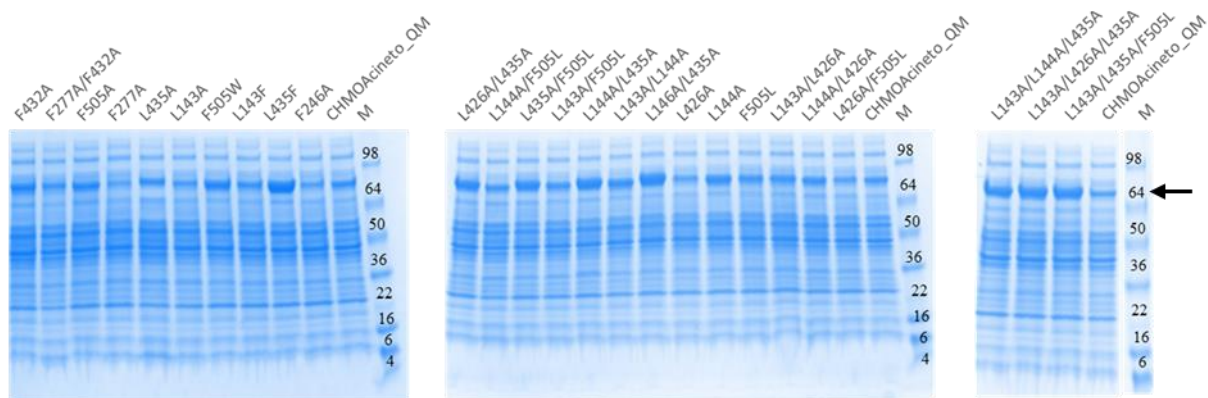 F432A
F277A/F432A
F505A
F277A
L435A
L143A
F505W
L143F
L435F
F246A
CHMOAcineto_QM
M
98
64
50
36
22
16
6
4
L426A/L435A
L144A/F505L
L435A/F505L
L143A/F505L
L144A/L435A
L143A/L144A
L146A/L435A
L426A
L144A
F505L
L143A/L426A
L144A/L426A
L426A/F505L
CHMOAcineto_QM
M
98
64
50
36
22
16
6
4
L143A/L144A/L435A
L143A/L426A/L435A
L143A/L435A/F505L
CHMOAcineto_QM
M
98
64
50
36
22
16
6